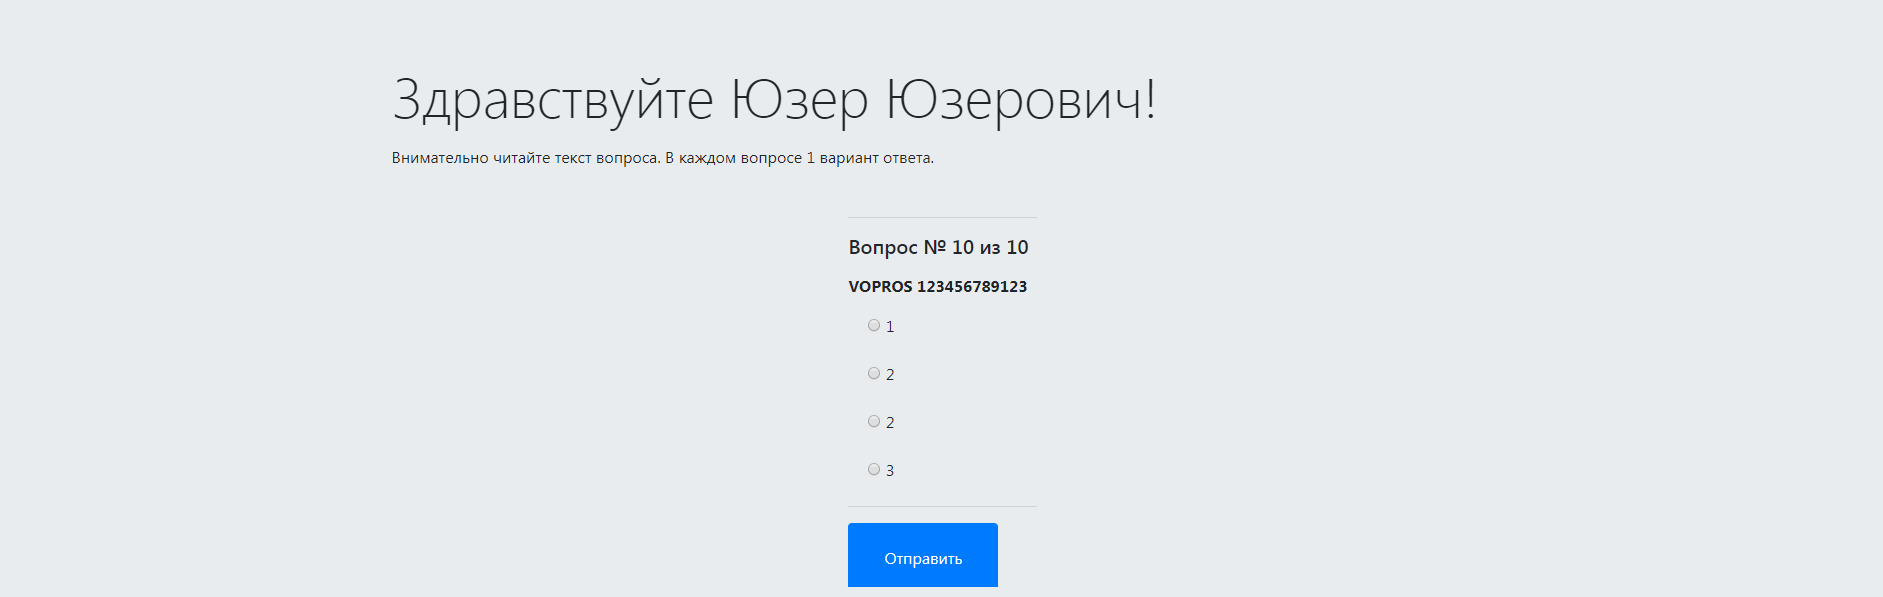 Здравствуйте Юзер Юзерович!
Внимательно читайте текст вопроса. В каждом вопросе 1 вариант ответа.
Вопрос № 10 из 10
VOPROS 123456789123
1
2
2
3
Отправить